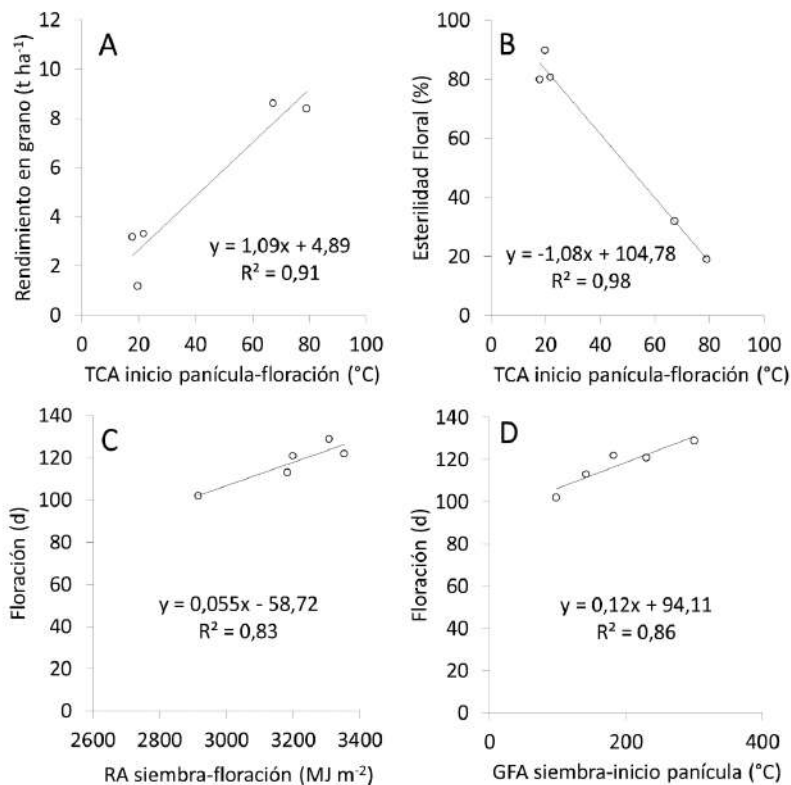 A
Rendimiento en grano (t ha⁻¹)
12
10
8
6
4
2
0
y = 1,09x + 4,89
R² = 0,91
0 20 40 60 80 100
TCA inicio panícula-floración (°C)
B
Esterilidad Floral (%)
100
80
60
40
20
0
y = -1,08x + 104,78
R² = 0,98
0 20 40 60 80 100
TCA inicio panícula-floración (°C)
C
Floración (d)
140
120
100
80
60
40
20
0
y = 0,055x - 58,72
R² = 0,83
2600 2800 3000 3200 3400
RA siembra-floración (MJ m⁻²)
D
Floración (d)
140
120
100
80
60
40
20
0
y = 0,12x + 94,11
R² = 0,86
0 200 400
GFA siembra-inicio panícula (°C)